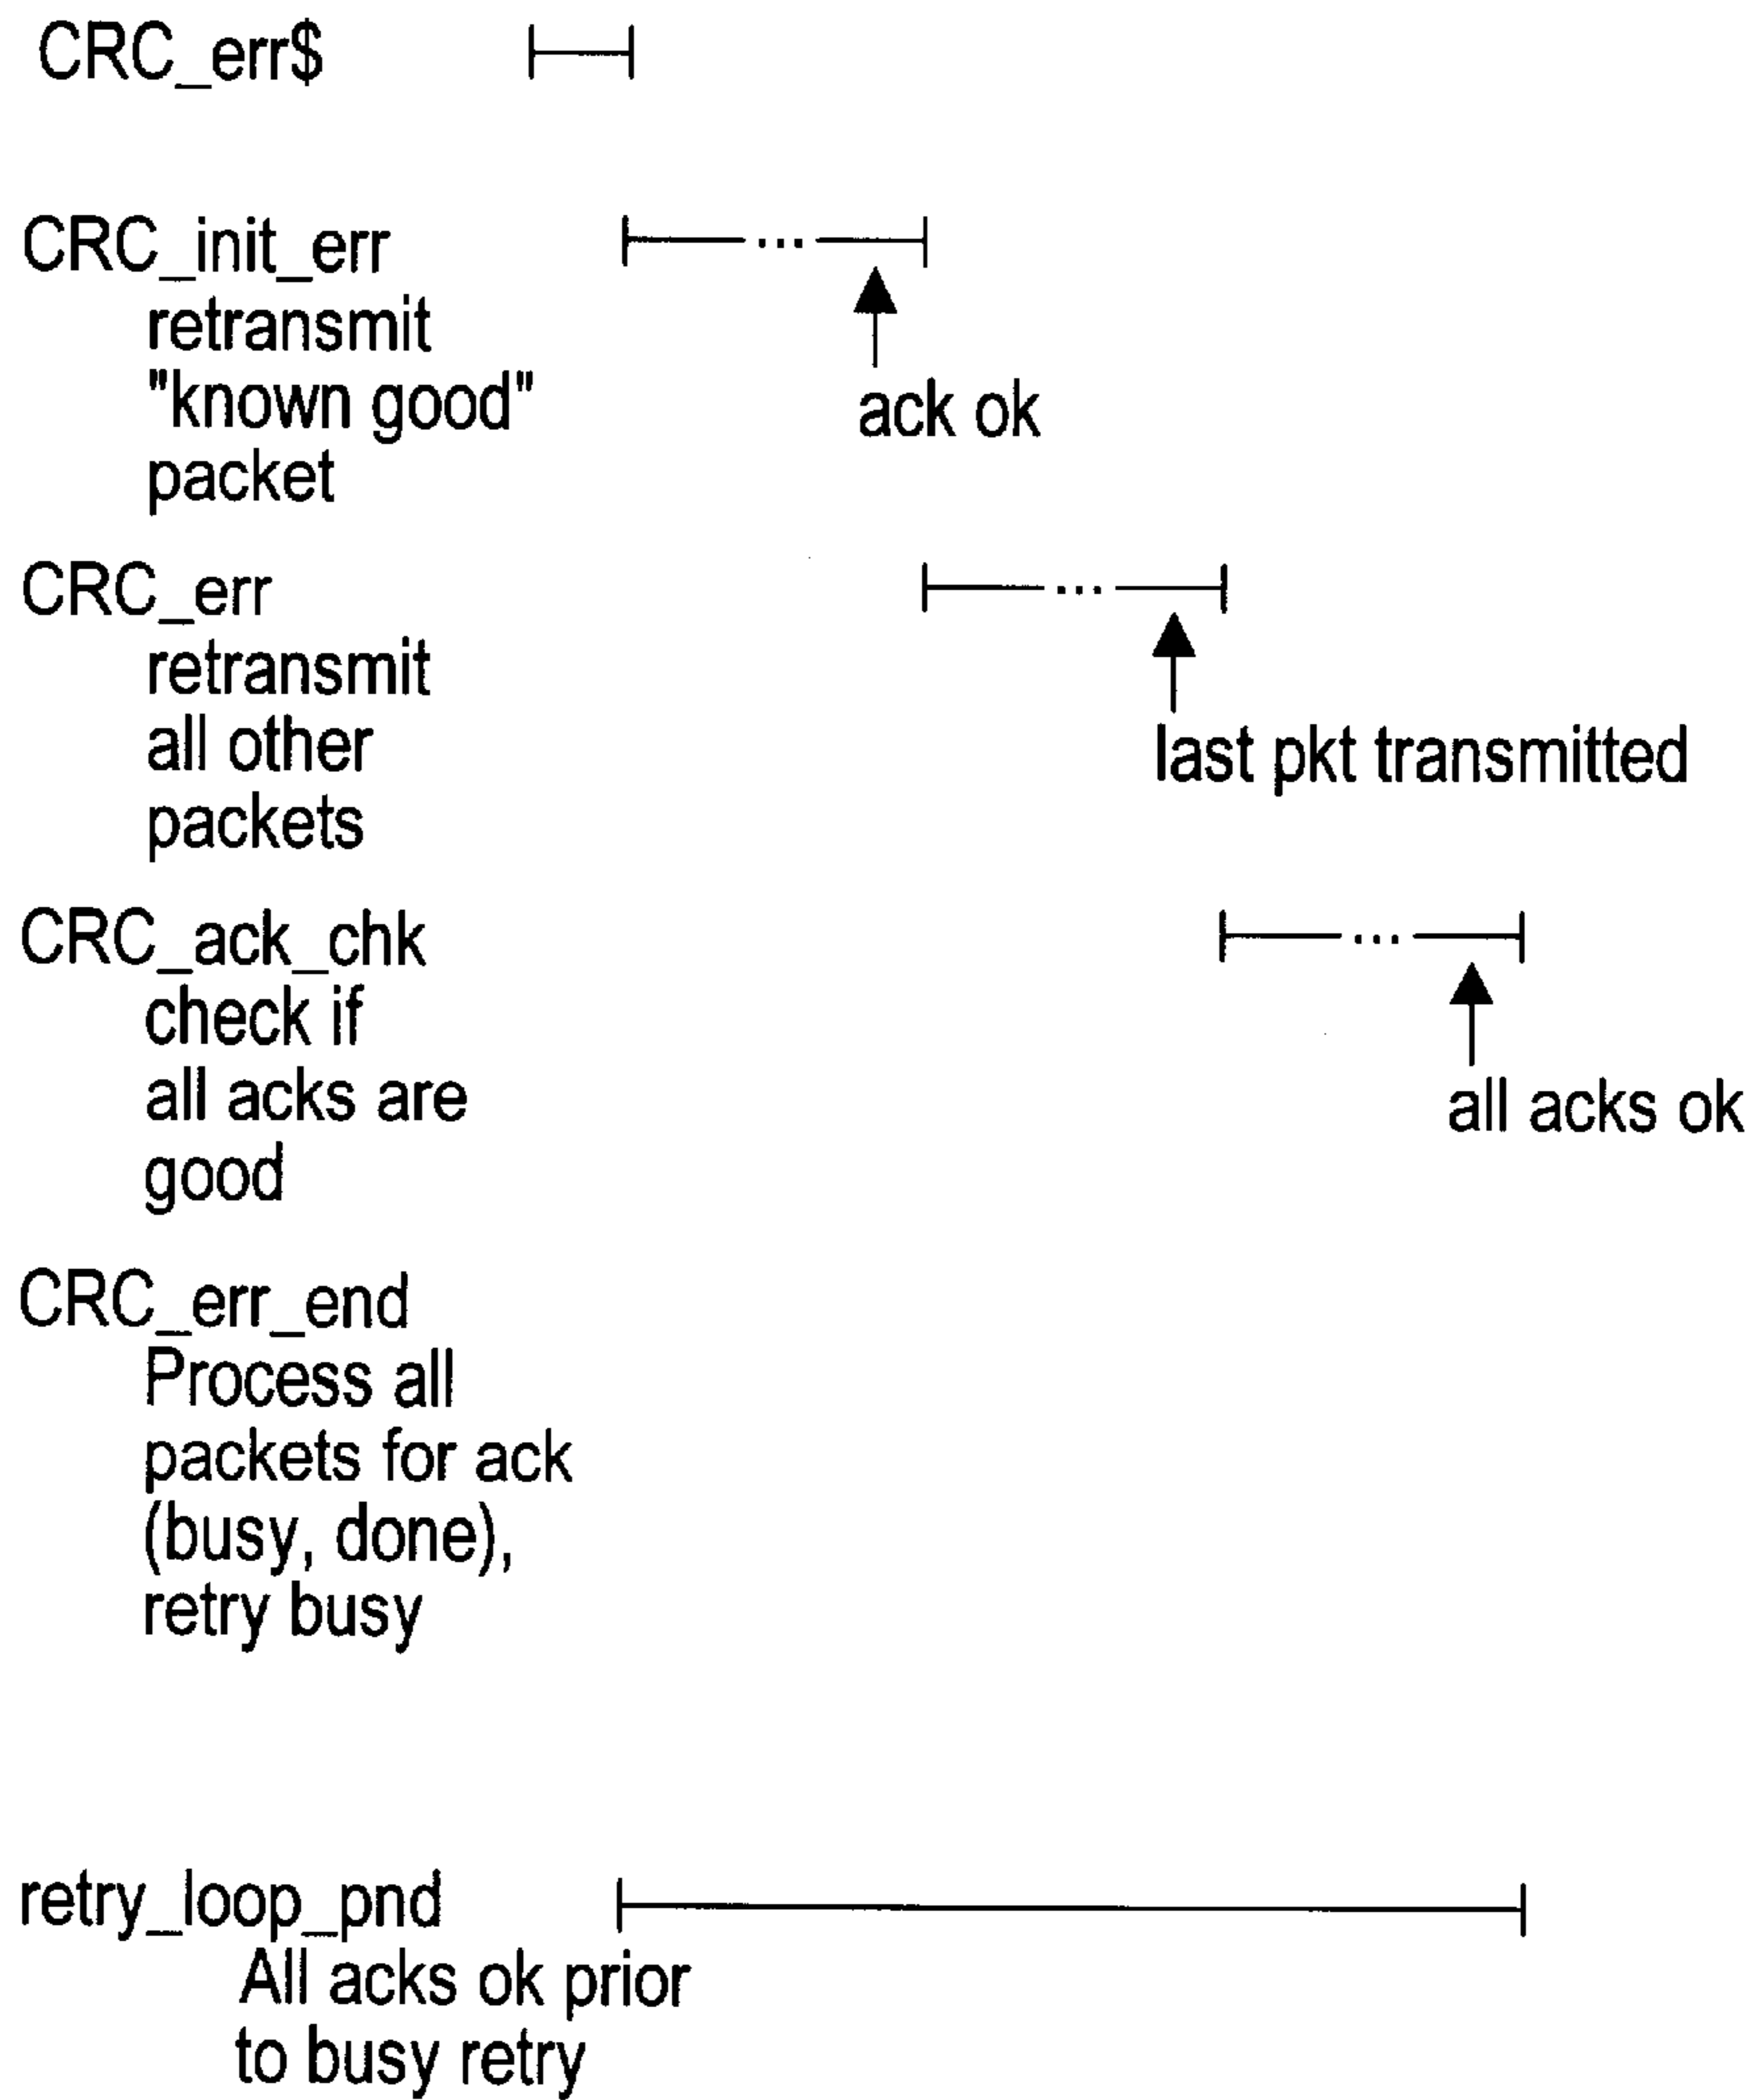 CRC_err$
CRC_init_err
retransmit
"known good"
packet
ack ok
CRC_err
retransmit
all other
packets
last pkt transmitted
CRC_ack_chk
check if
all acks are
good
all acks ok
CRC_err_end
Process all
packets for ack
(busy, done),
retry busy
retry_loop_pnd
All acks ok prior
to busy retry